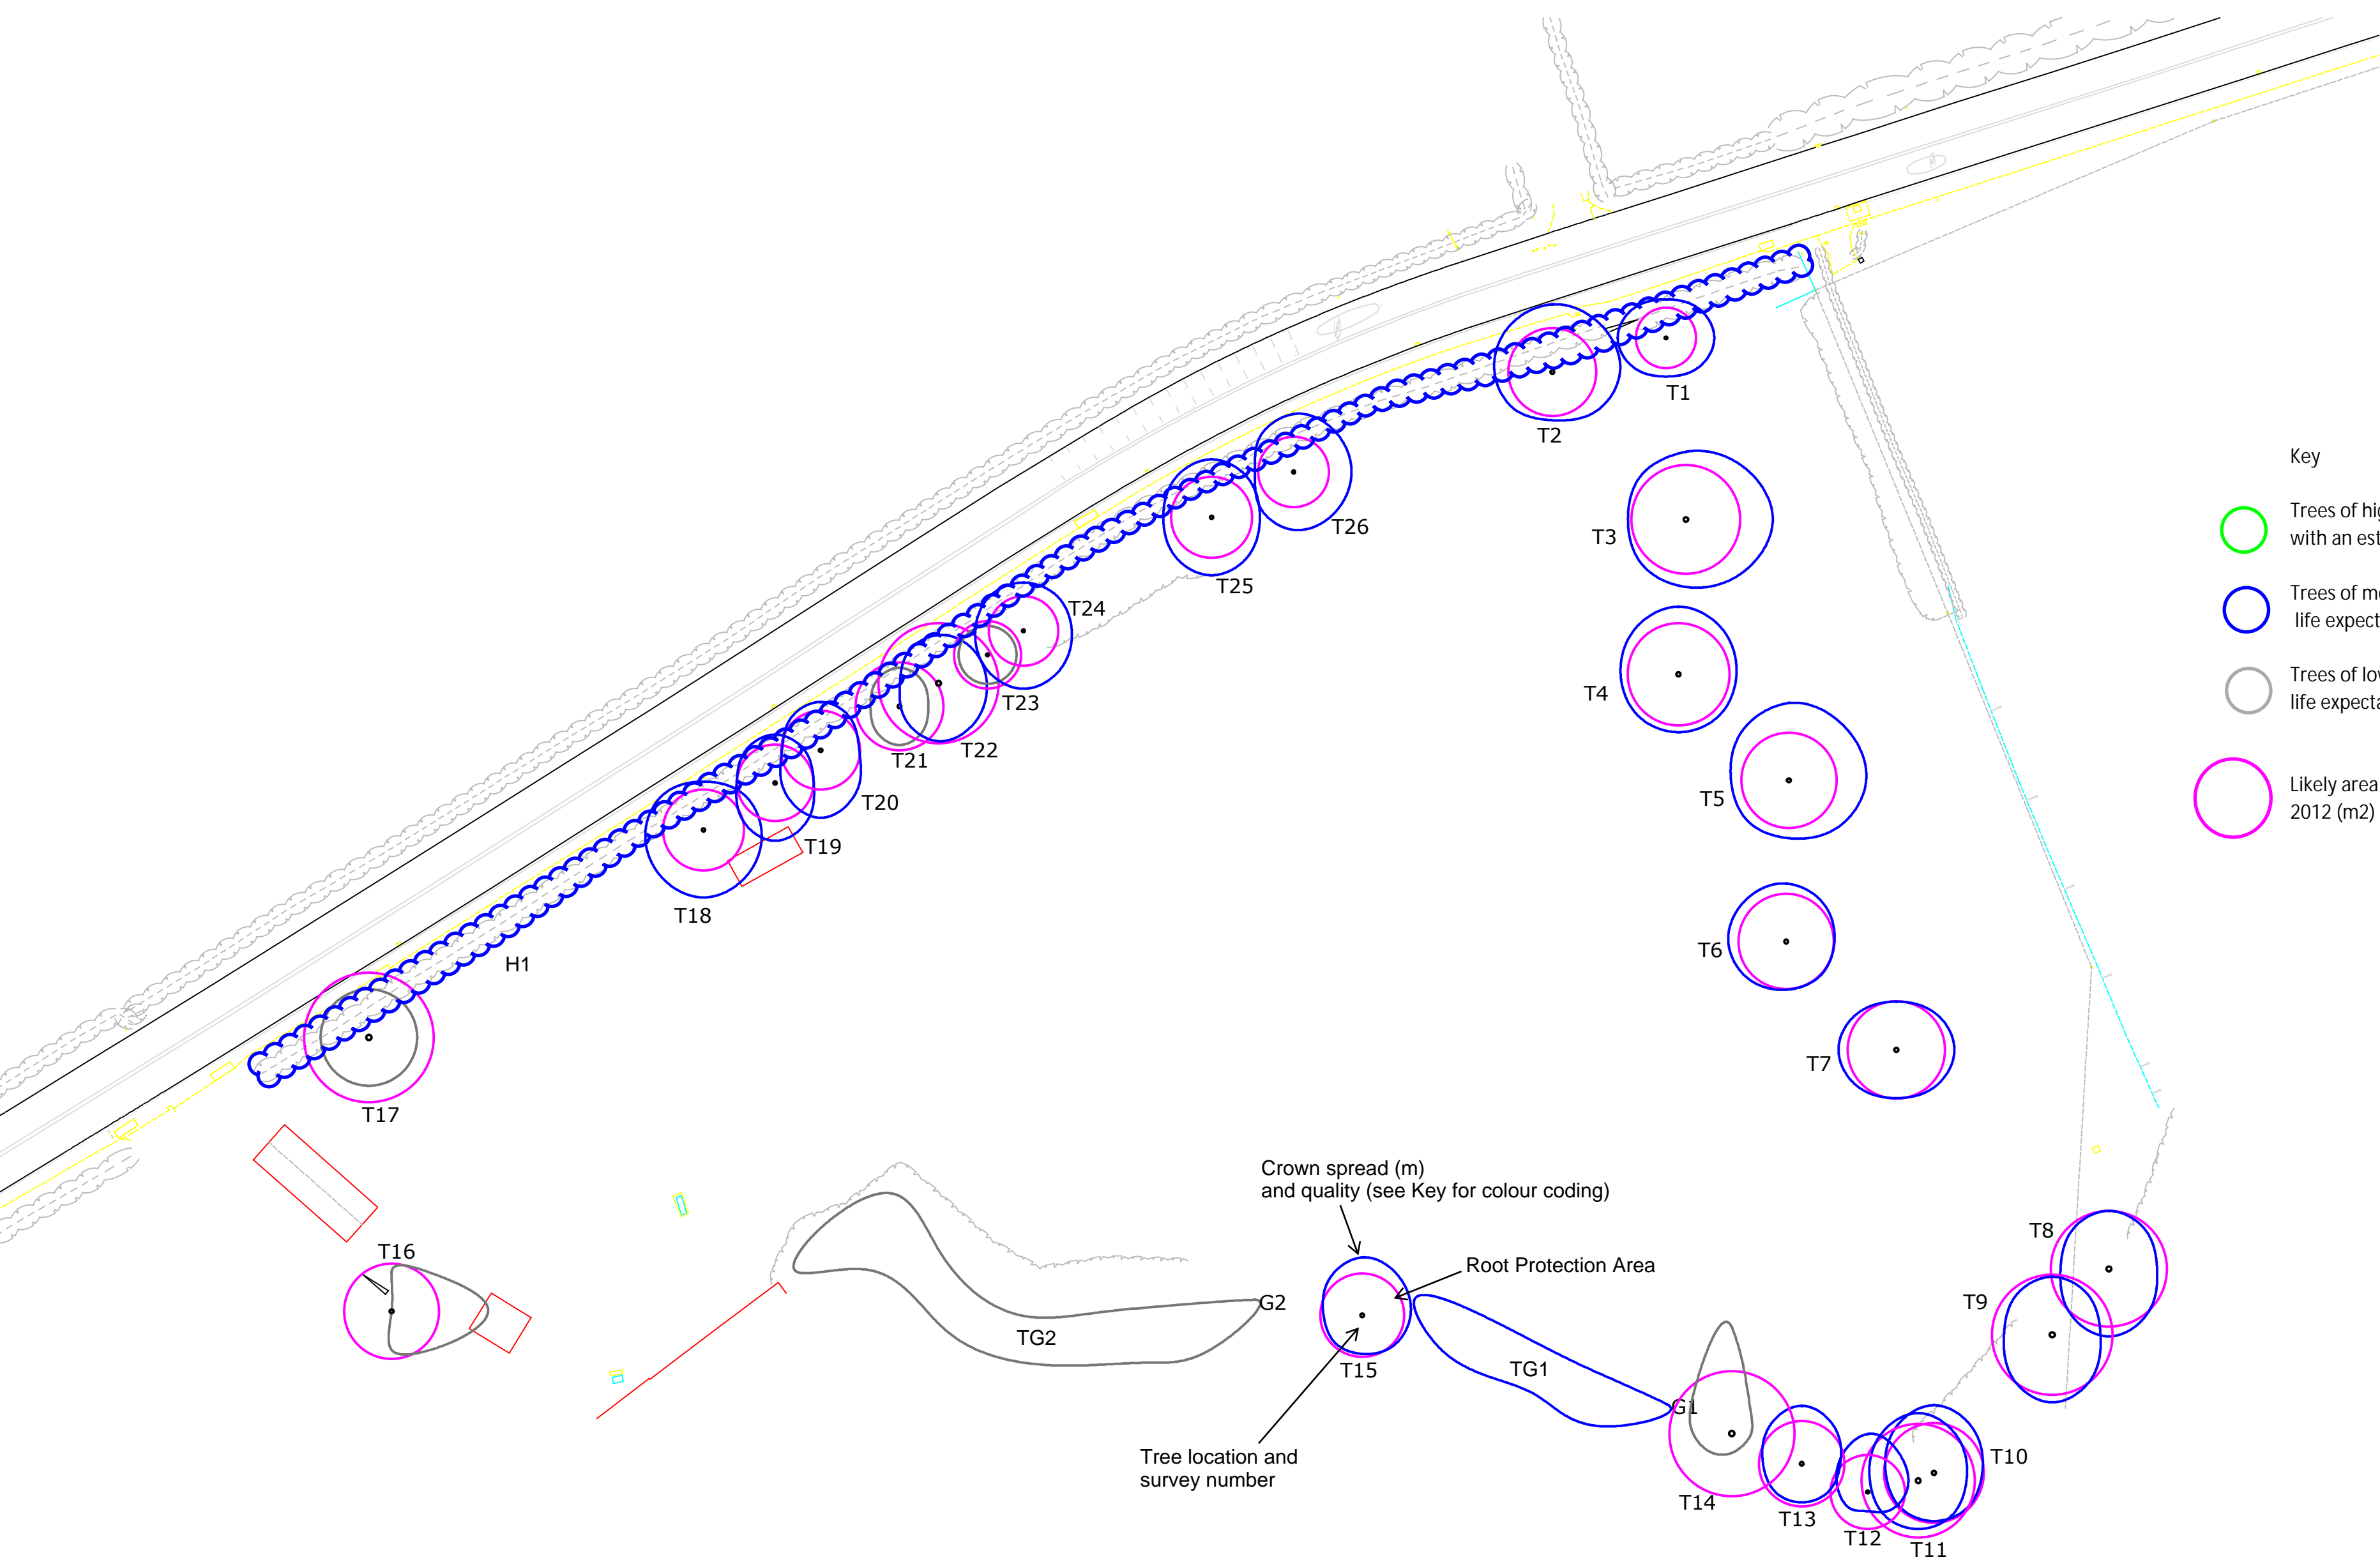 T1
T2
T26
T3
T25
T24
T4
T23
T22
T21
T20
T5
T19
T18
T6
H1
T7
T17
Key
Trees of hig
with an est
Trees of mo
life expect
Trees of low
life expecta
Likely area
2012 (m2)
Crown spread (m)
and quality (see Key for colour coding)
T8
T16
Root Protection Area
T9
G2
TG2
T15
TG1
G1
Tree location and
survey number
T10
T14
T13
T12
T11